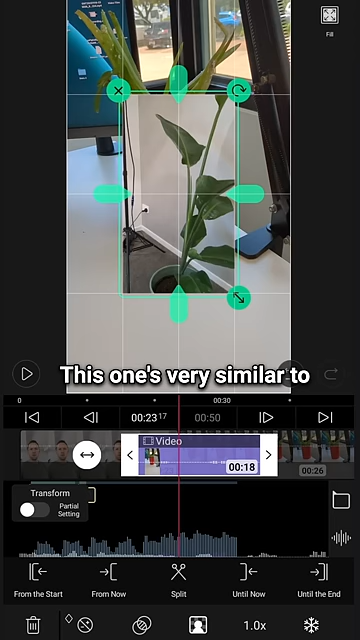 Fill
This one's very similar to
0
00:30
00:23 17
00:50
Video
00:18
00:26
Transform
Partial
Setting
From the Start
From Now
Split
Until Now
Until the End
1.0x